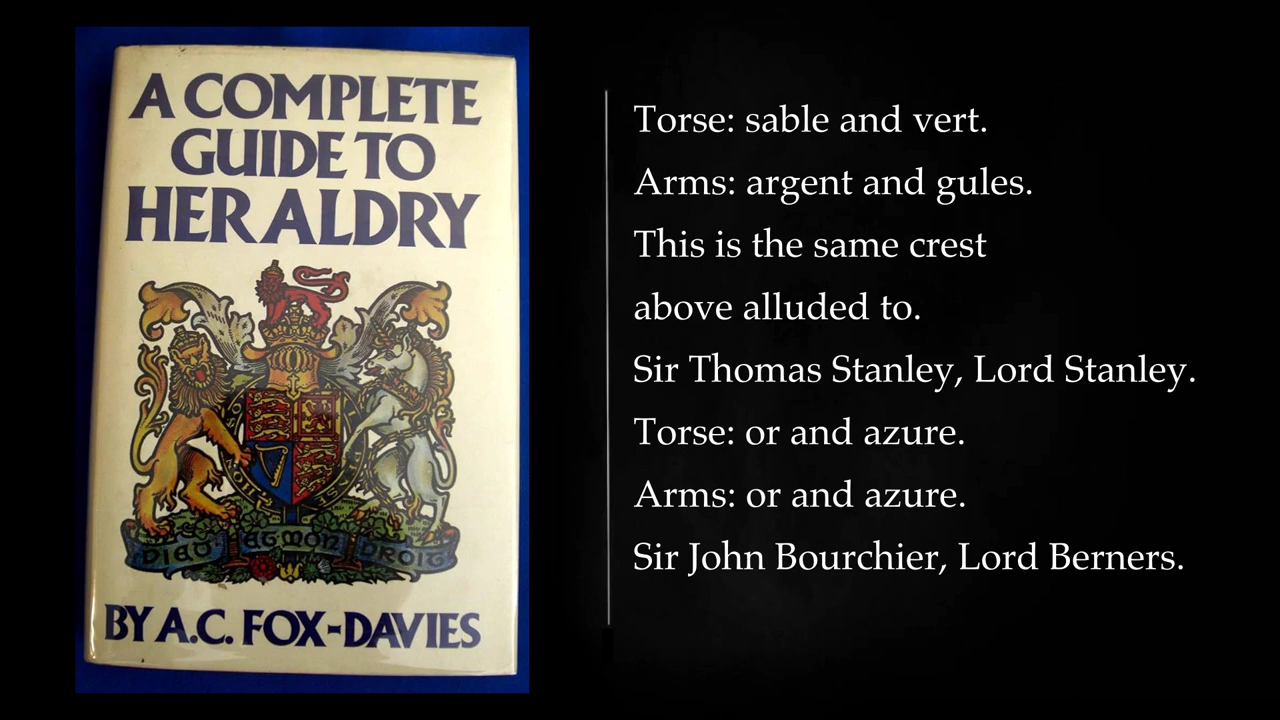 A COMPLETE
GUIDE TO
HERALDRY
DIEU ET MON DROIT
BY A.C. FOX-DAVIES
Torse: sable and vert.
Arms: argent and gules.
This is the same crest
above alluded to.
Sir Thomas Stanley, Lord Stanley.
Torse: or and azure.
Arms: or and azure.
Sir John Bourchier, Lord Berners.